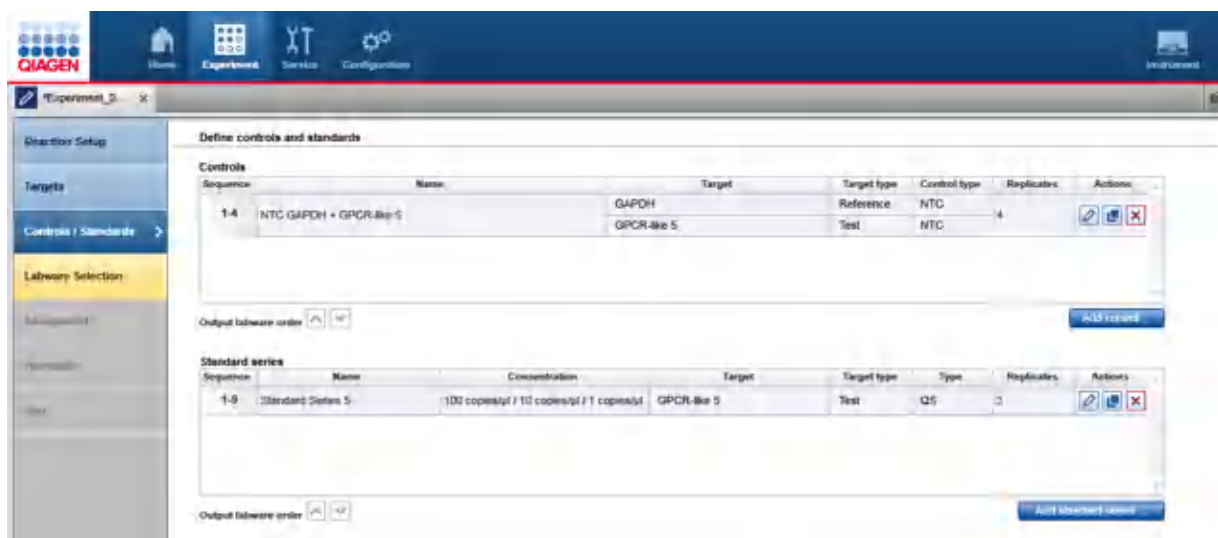 QIAGEN
Home Experiment Service Configuration Instrument
*Experiment_D... x
Reaction Setup
Targets
Controls / Standards
Labware Selection
Define controls and standards
Controls
Sequence Name Target Target type Control type Replicates Actions
1-4 NTC GAPDH + GPCR-like 5 GAPDH Reference NTC 4
GPCR-like 5 Test NTC
Output labware order
Add control
Standard series
Sequence Name Concentration Target Target type Type Replicates Actions
1-9 Standard Series 5 100 copies/µl / 10 copies/µl / 1 copies/µl GPCR-like 5 Test QS 3
Output labware order
Add standard series